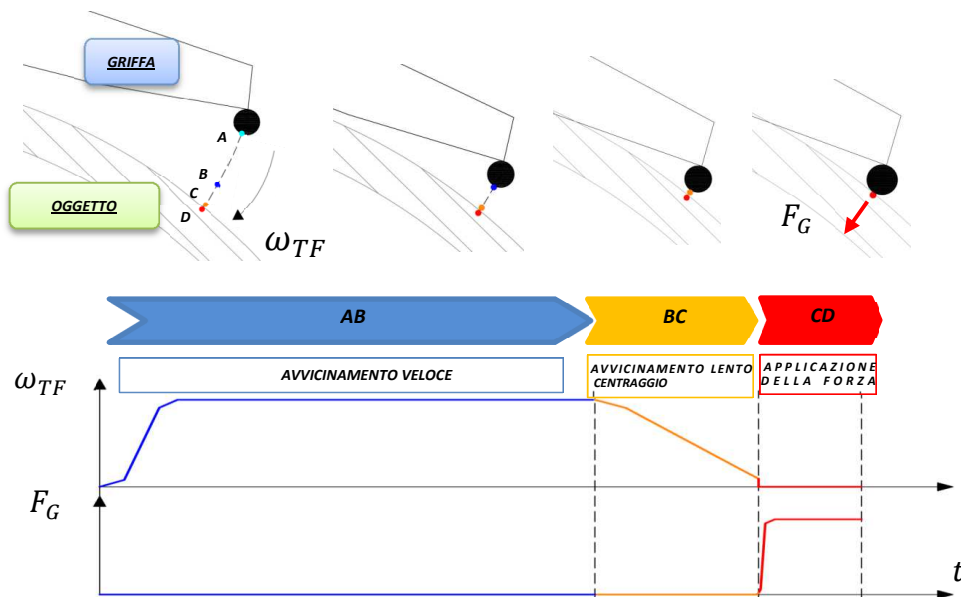 GRIFFA
A
B
C
D
OGGETTO
ω_TF
F_G
AB
BC
CD
AVVICINAMENTO VELOCE
AVVICINAMENTO LENTO
CENTRAGGIO
APPLICAZIONE
DELLA FORZA
ω_TF
F_G
t